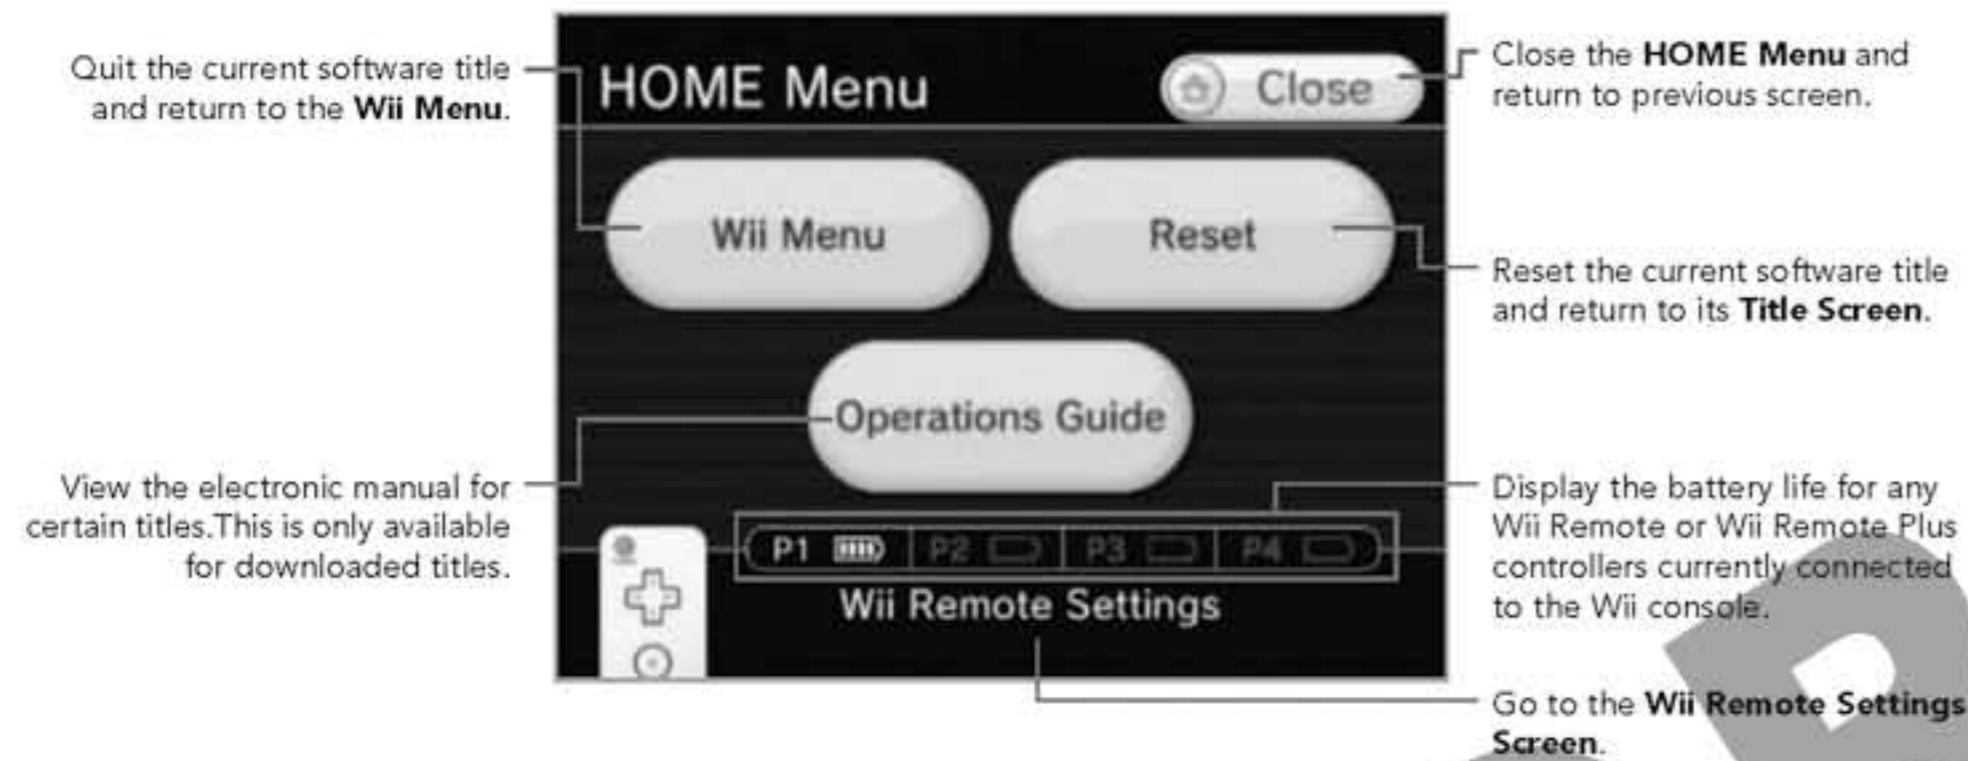 Quit the current software title
and return to the Wii Menu.
HOME Menu
Close
Close the HOME Menu and
return to previous screen.
Wii Menu
Reset
Reset the current software title
and return to its Title Screen.
Operations Guide
View the electronic manual for
certain titles.This is only available
for downloaded titles.
P1 P2 P3 P4
Wii Remote Settings
Display the battery life for any
Wii Remote or Wii Remote Plus
controllers currently connected
to the Wii console.
Go to the Wii Remote Settings
Screen.